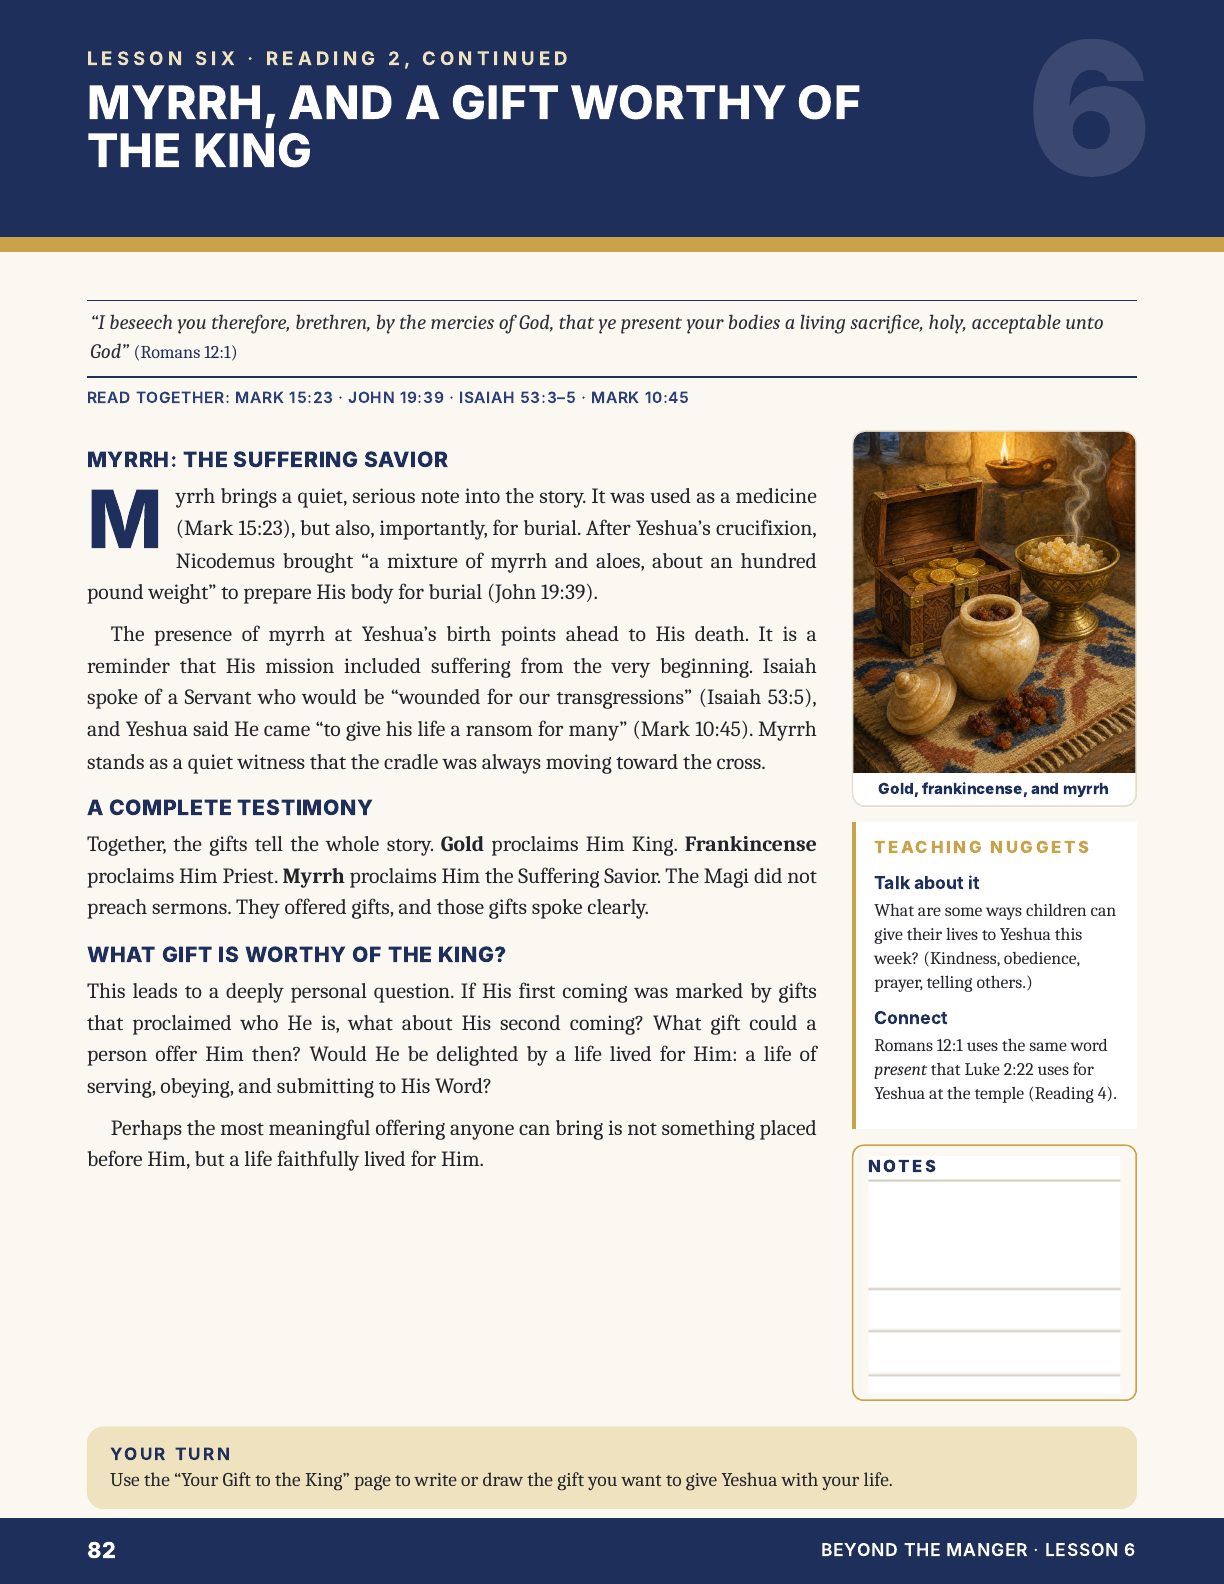 LESSON SIX · READING 2, CONTINUED
6
MYRRH, AND A GIFT WORTHY OF
THE KING
“I beseech you therefore, brethren, by the mercies of God, that ye present your bodies a living sacrifice, holy, acceptable unto
God” (Romans 12:1)
READ TOGETHER: MARK 15:23 · JOHN 19:39 · ISAIAH 53:3–5 · MARK 10:45
MYRRH: THE SUFFERING SAVIOR
Myrrh brings a quiet, serious note into the story. It was used as a medicine
(Mark 15:23), but also, importantly, for burial. After Yeshua’s crucifixion,
Nicodemus brought “a mixture of myrrh and aloes, about an hundred
pound weight” to prepare His body for burial (John 19:39).
The presence of myrrh at Yeshua’s birth points ahead to His death. It is a
reminder that His mission included suffering from the very beginning. Isaiah
spoke of a Servant who would be “wounded for our transgressions” (Isaiah 53:5),
and Yeshua said He came “to give his life a ransom for many” (Mark 10:45). Myrrh
stands as a quiet witness that the cradle was always moving toward the cross.
A COMPLETE TESTIMONY
Together, the gifts tell the whole story. Gold proclaims Him King. Frankincense
proclaims Him Priest. Myrrh proclaims Him the Suffering Savior. The Magi did not
preach sermons. They offered gifts, and those gifts spoke clearly.
WHAT GIFT IS WORTHY OF THE KING?
This leads to a deeply personal question. If His first coming was marked by gifts
that proclaimed who He is, what about His second coming? What gift could a
person offer Him then? Would He be delighted by a life lived for Him: a life of
serving, obeying, and submitting to His Word?
Perhaps the most meaningful offering anyone can bring is not something placed
before Him, but a life faithfully lived for Him.
Gold, frankincense, and myrrh
TEACHING NUGGETS
Talk about it
What are some ways children can
give their lives to Yeshua this
week? (Kindness, obedience,
prayer, telling others.)
Connect
Romans 12:1 uses the same word
present that Luke 2:22 uses for
Yeshua at the temple (Reading 4).
NOTES
YOUR TURN
Use the “Your Gift to the King” page to write or draw the gift you want to give Yeshua with your life.
82
BEYOND THE MANGER · LESSON 6